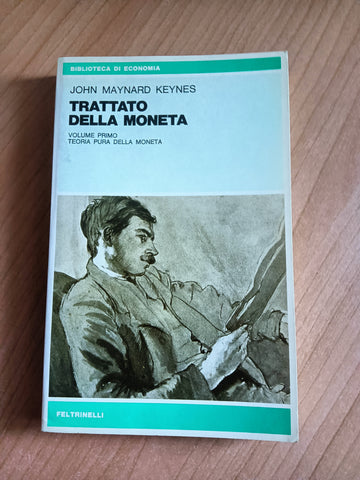 BIBLIOTECA DI ECONOMIA
JOHN MAYNARD KEYNES
TRATTATO
DELLA MONETA
VOLUME PRIMO
TEORIA PURA DELLA MONETA
FELTRINELLI